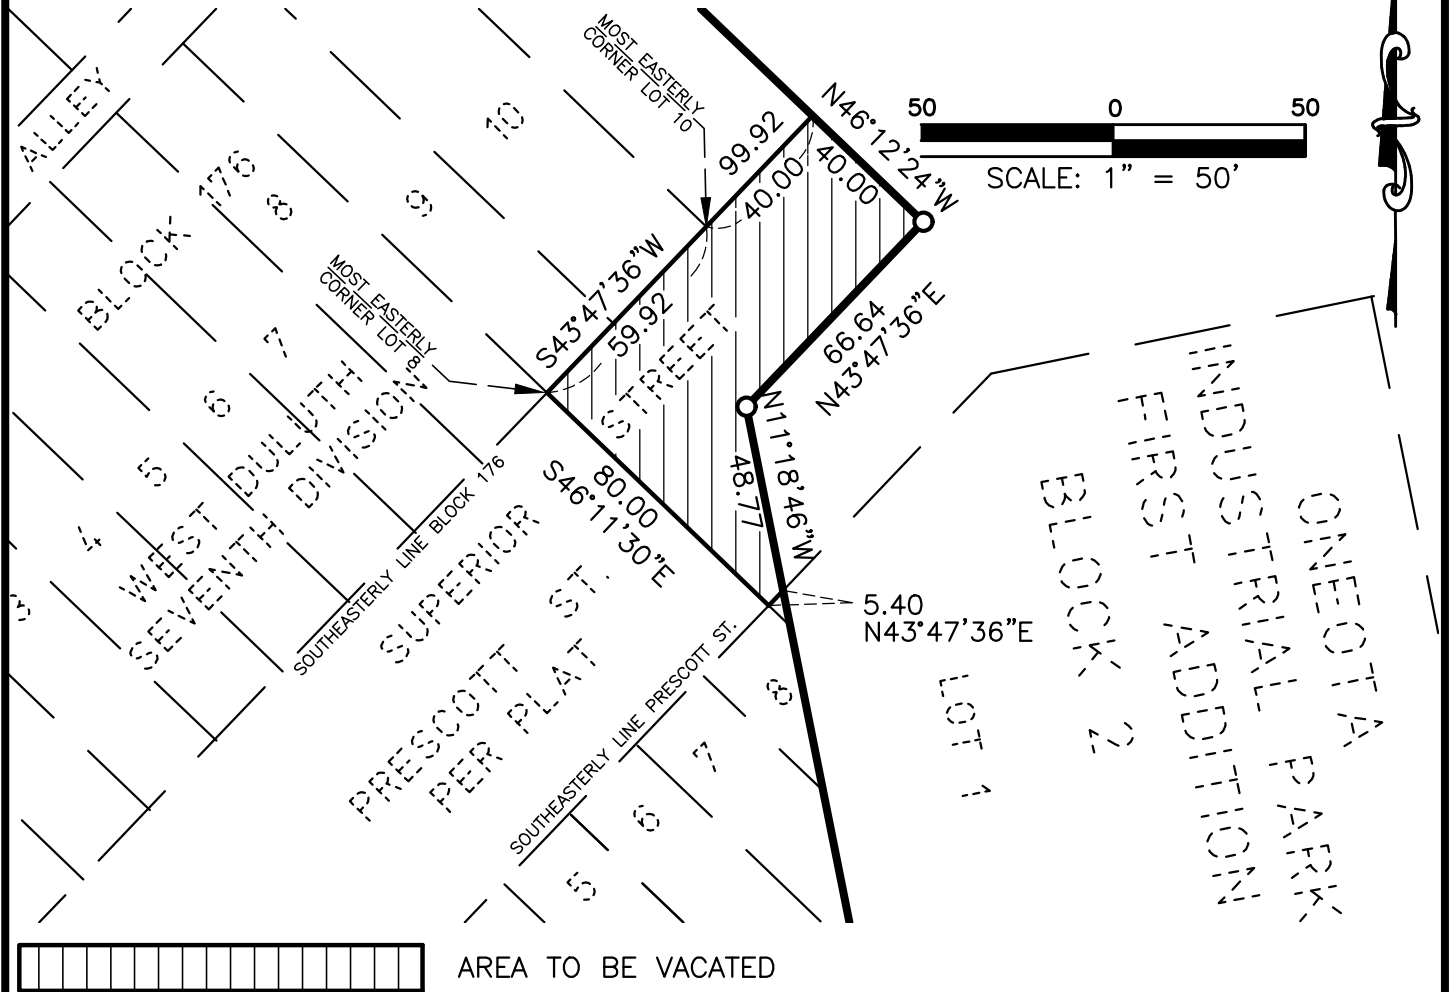 ALLEY
BLOCK 176
10
9
8
7
6
5
4
3
WEST DULUTH
SEVENTH DIVISION
MOST EASTERLY
CORNER LOT 10
MOST EASTERLY
CORNER LOT 8
99.92
S43°47'36"W
40.00
59.92
40.00
N46°12'24"W
50 0 50
SCALE: 1" = 50'
66.64
N43°47'36"E
N11°18'46"W
48.77
80.00
S46°11'30"E
5.40
N43°47'36"E
SUPERIOR STREET
PRESCOTT ST.
PER PLAT
SOUTHEASTERLY LINE BLOCK 176
SOUTHEASTERLY LINE PRESCOTT ST.
8
7
6
5
ONEOTA
INDUSTRIAL PARK
FIRST ADDITION
BLOCK 2
LOT 1
AREA TO BE VACATED